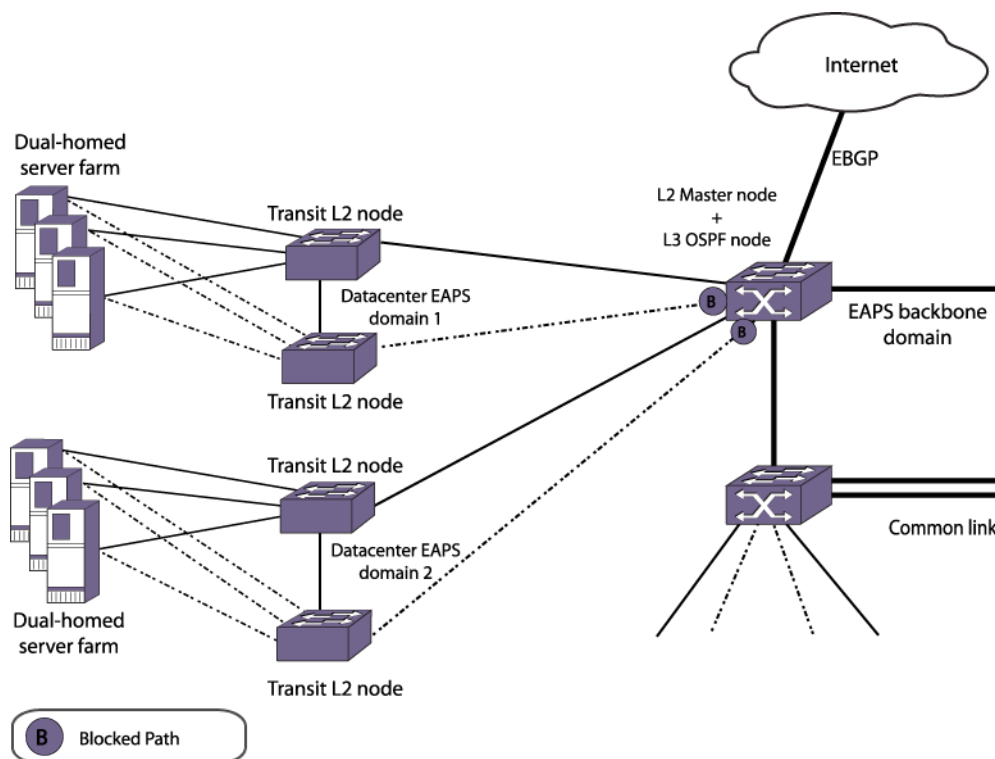 Internet
EBGP
Dual-homed
server farm
Transit L2 node
L2 Master node
+
L3 OSPF node
Datacenter EAPS
domain 1
B
B
EAPS backbone
domain
Transit L2 node
Transit L2 node
Datacenter EAPS
domain 2
Common link
Dual-homed
server farm
Transit L2 node
B
Blocked Path